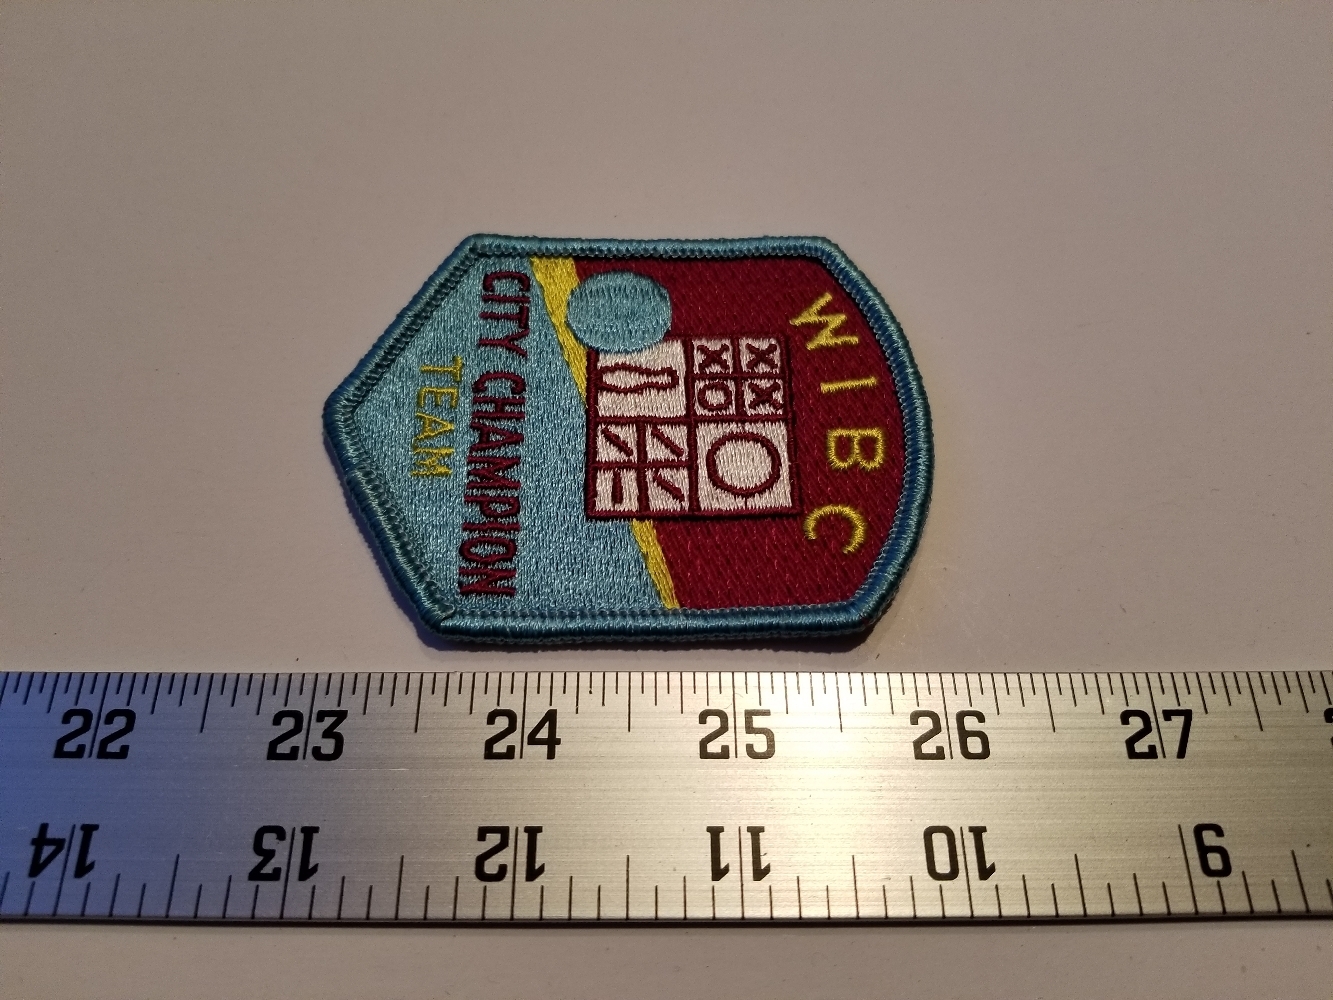 WIBC
CITY CHAMPION
TEAM
22 23 24 25 26 27
14 13 12 11 10 9